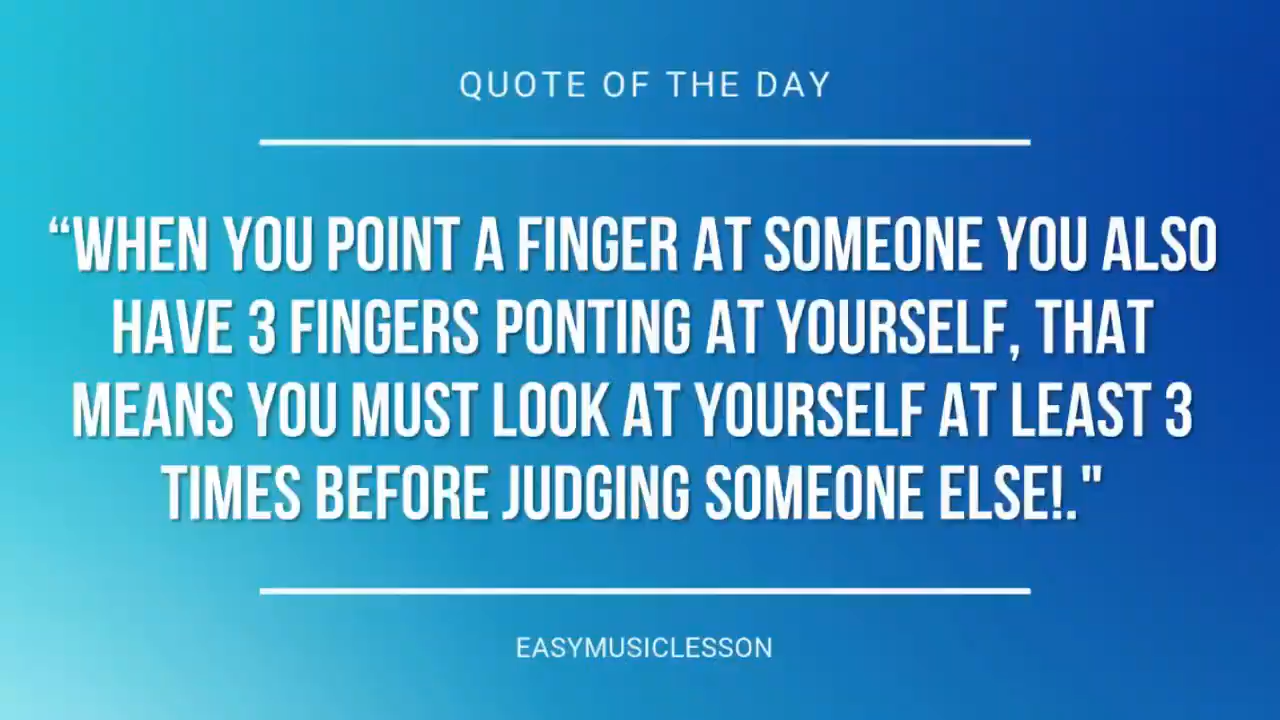 QUOTE OF THE DAY
“WHEN YOU POINT A FINGER AT SOMEONE YOU ALSO
HAVE 3 FINGERS PONTING AT YOURSELF, THAT
MEANS YOU MUST LOOK AT YOURSELF AT LEAST 3
TIMES BEFORE JUDGING SOMEONE ELSE!."
EASYMUSICLESSON